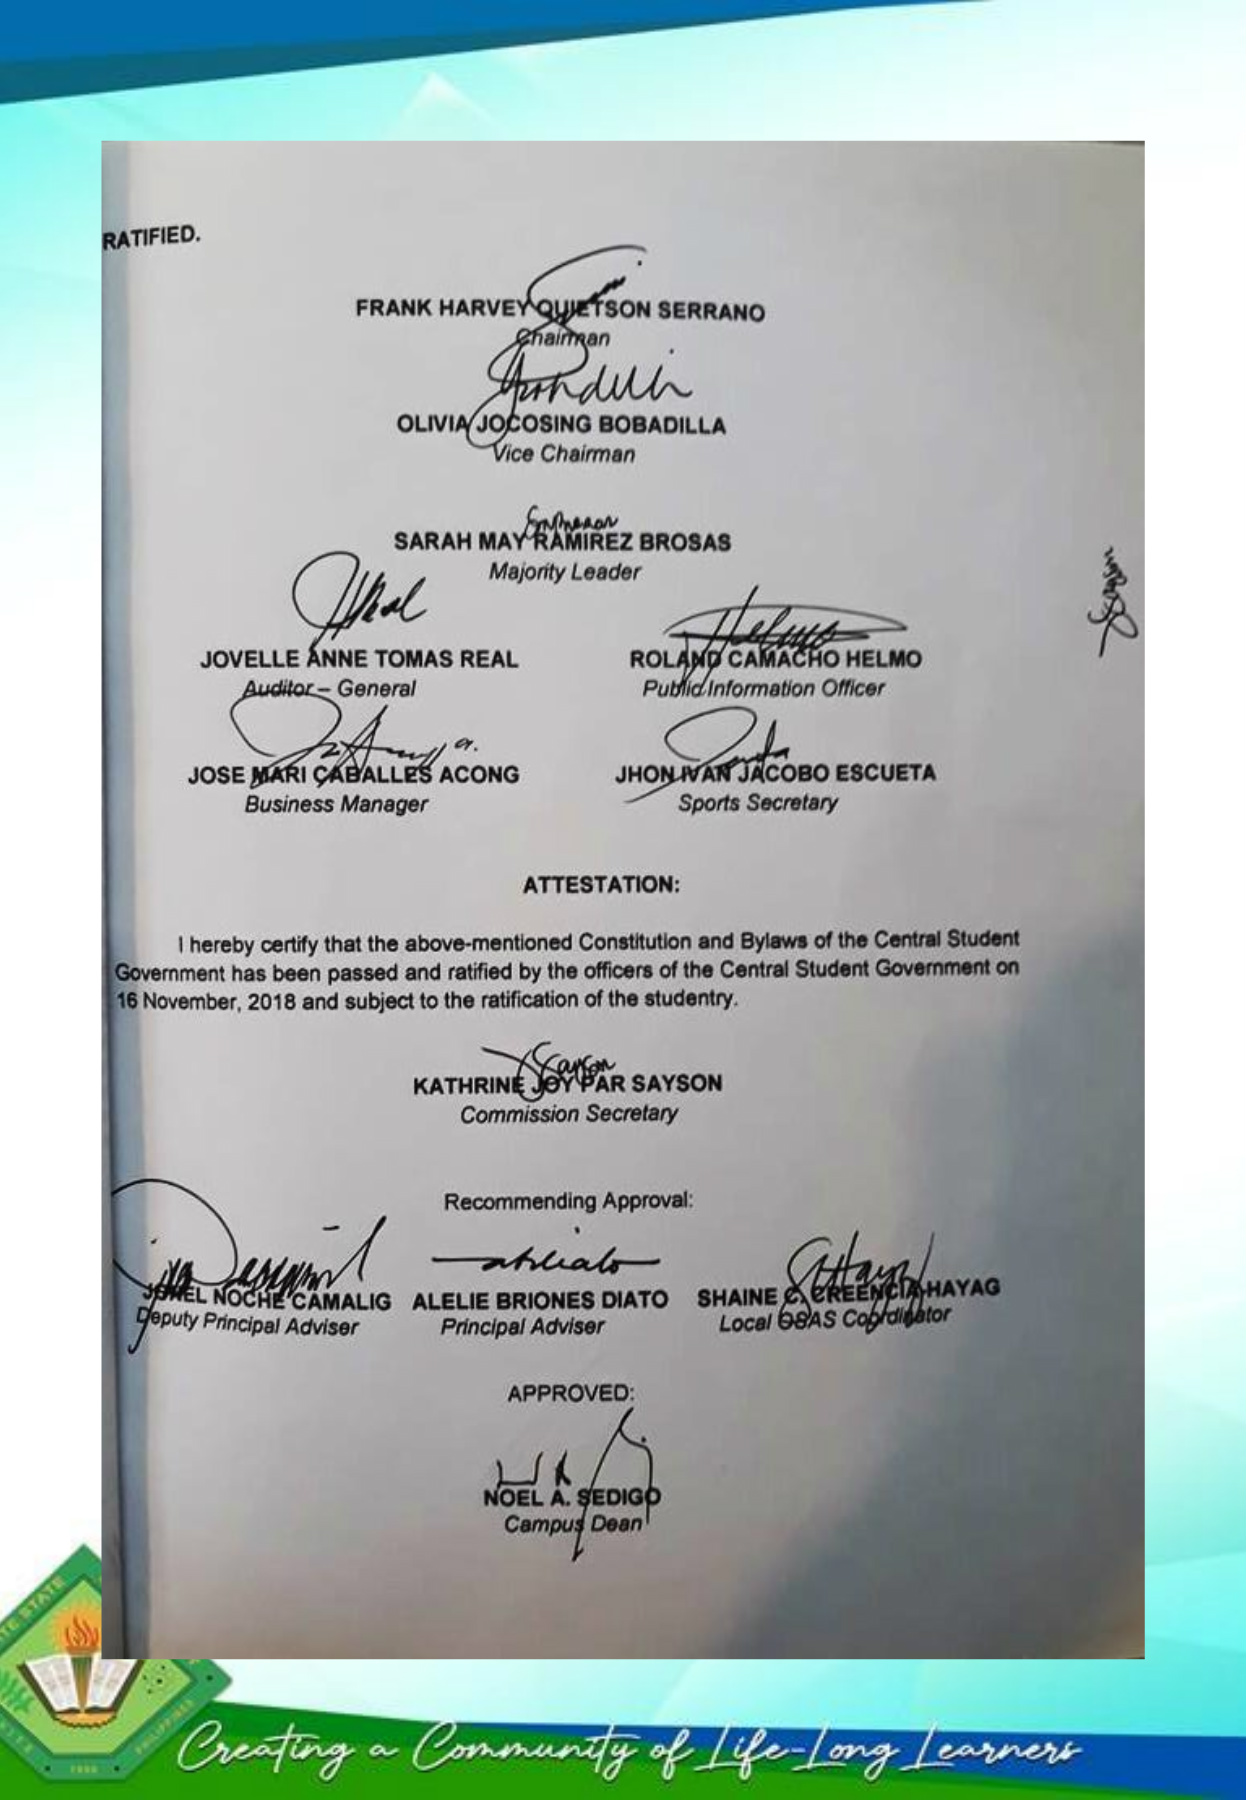 RATIFIED.
FRANK HARVEY QUIETSON SERRANO
Chairman
OLIVIA JOCOSING BOBADILLA
Vice Chairman
SARAH MAY RAMIREZ BROSAS
Majority Leader
JOVELLE ANNE TOMAS REAL
Auditor – General
ROLAND CAMACHO HELMO
Public Information Officer
JOSE MARI CABALLES ACONG
Business Manager
JHON IVAN JACOBO ESCUETA
Sports Secretary
ATTESTATION:
I hereby certify that the above-mentioned Constitution and Bylaws of the Central Student
Government has been passed and ratified by the officers of the Central Student Government on
16 November, 2018 and subject to the ratification of the studentry.
Sayson
KATHRINE JOY PAR SAYSON
Commission Secretary
Recommending Approval:
NOCHE CAMALIG
Deputy Principal Adviser
ALELIE BRIONES DIATO
Principal Adviser
SHAINE C. CREENCIA-HAYAG
Local OSAS Coordinator
APPROVED:
NOEL A. SEDIGO
Campus Dean
Creating a Community of Life-Long Learners